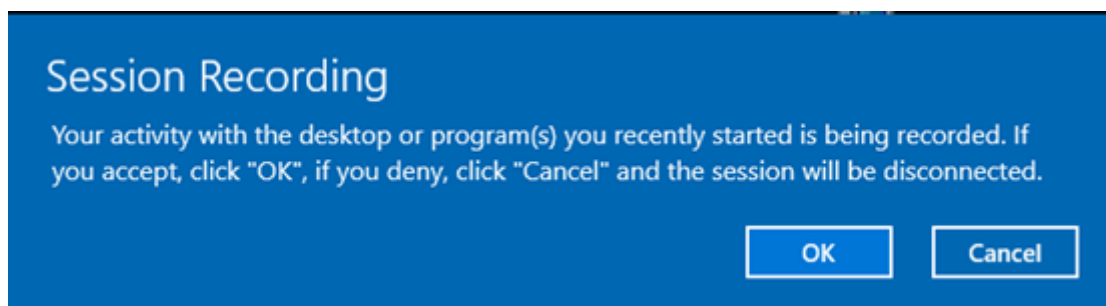 Session Recording
Your activity with the desktop or program(s) you recently started is being recorded. If
you accept, click "OK", if you deny, click "Cancel" and the session will be disconnected.
OK
Cancel